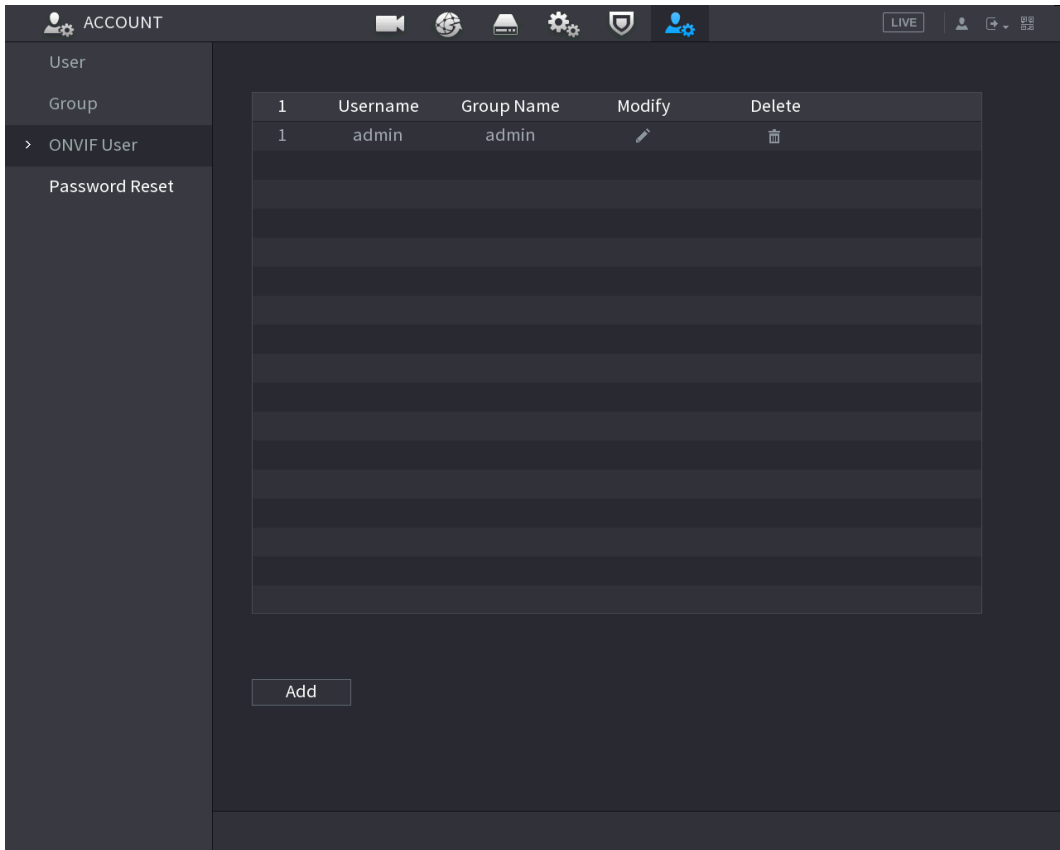 ACCOUNT LIVE
User
Group
ONVIF User
Password Reset
1 Username Group Name Modify Delete
1 admin admin
Add